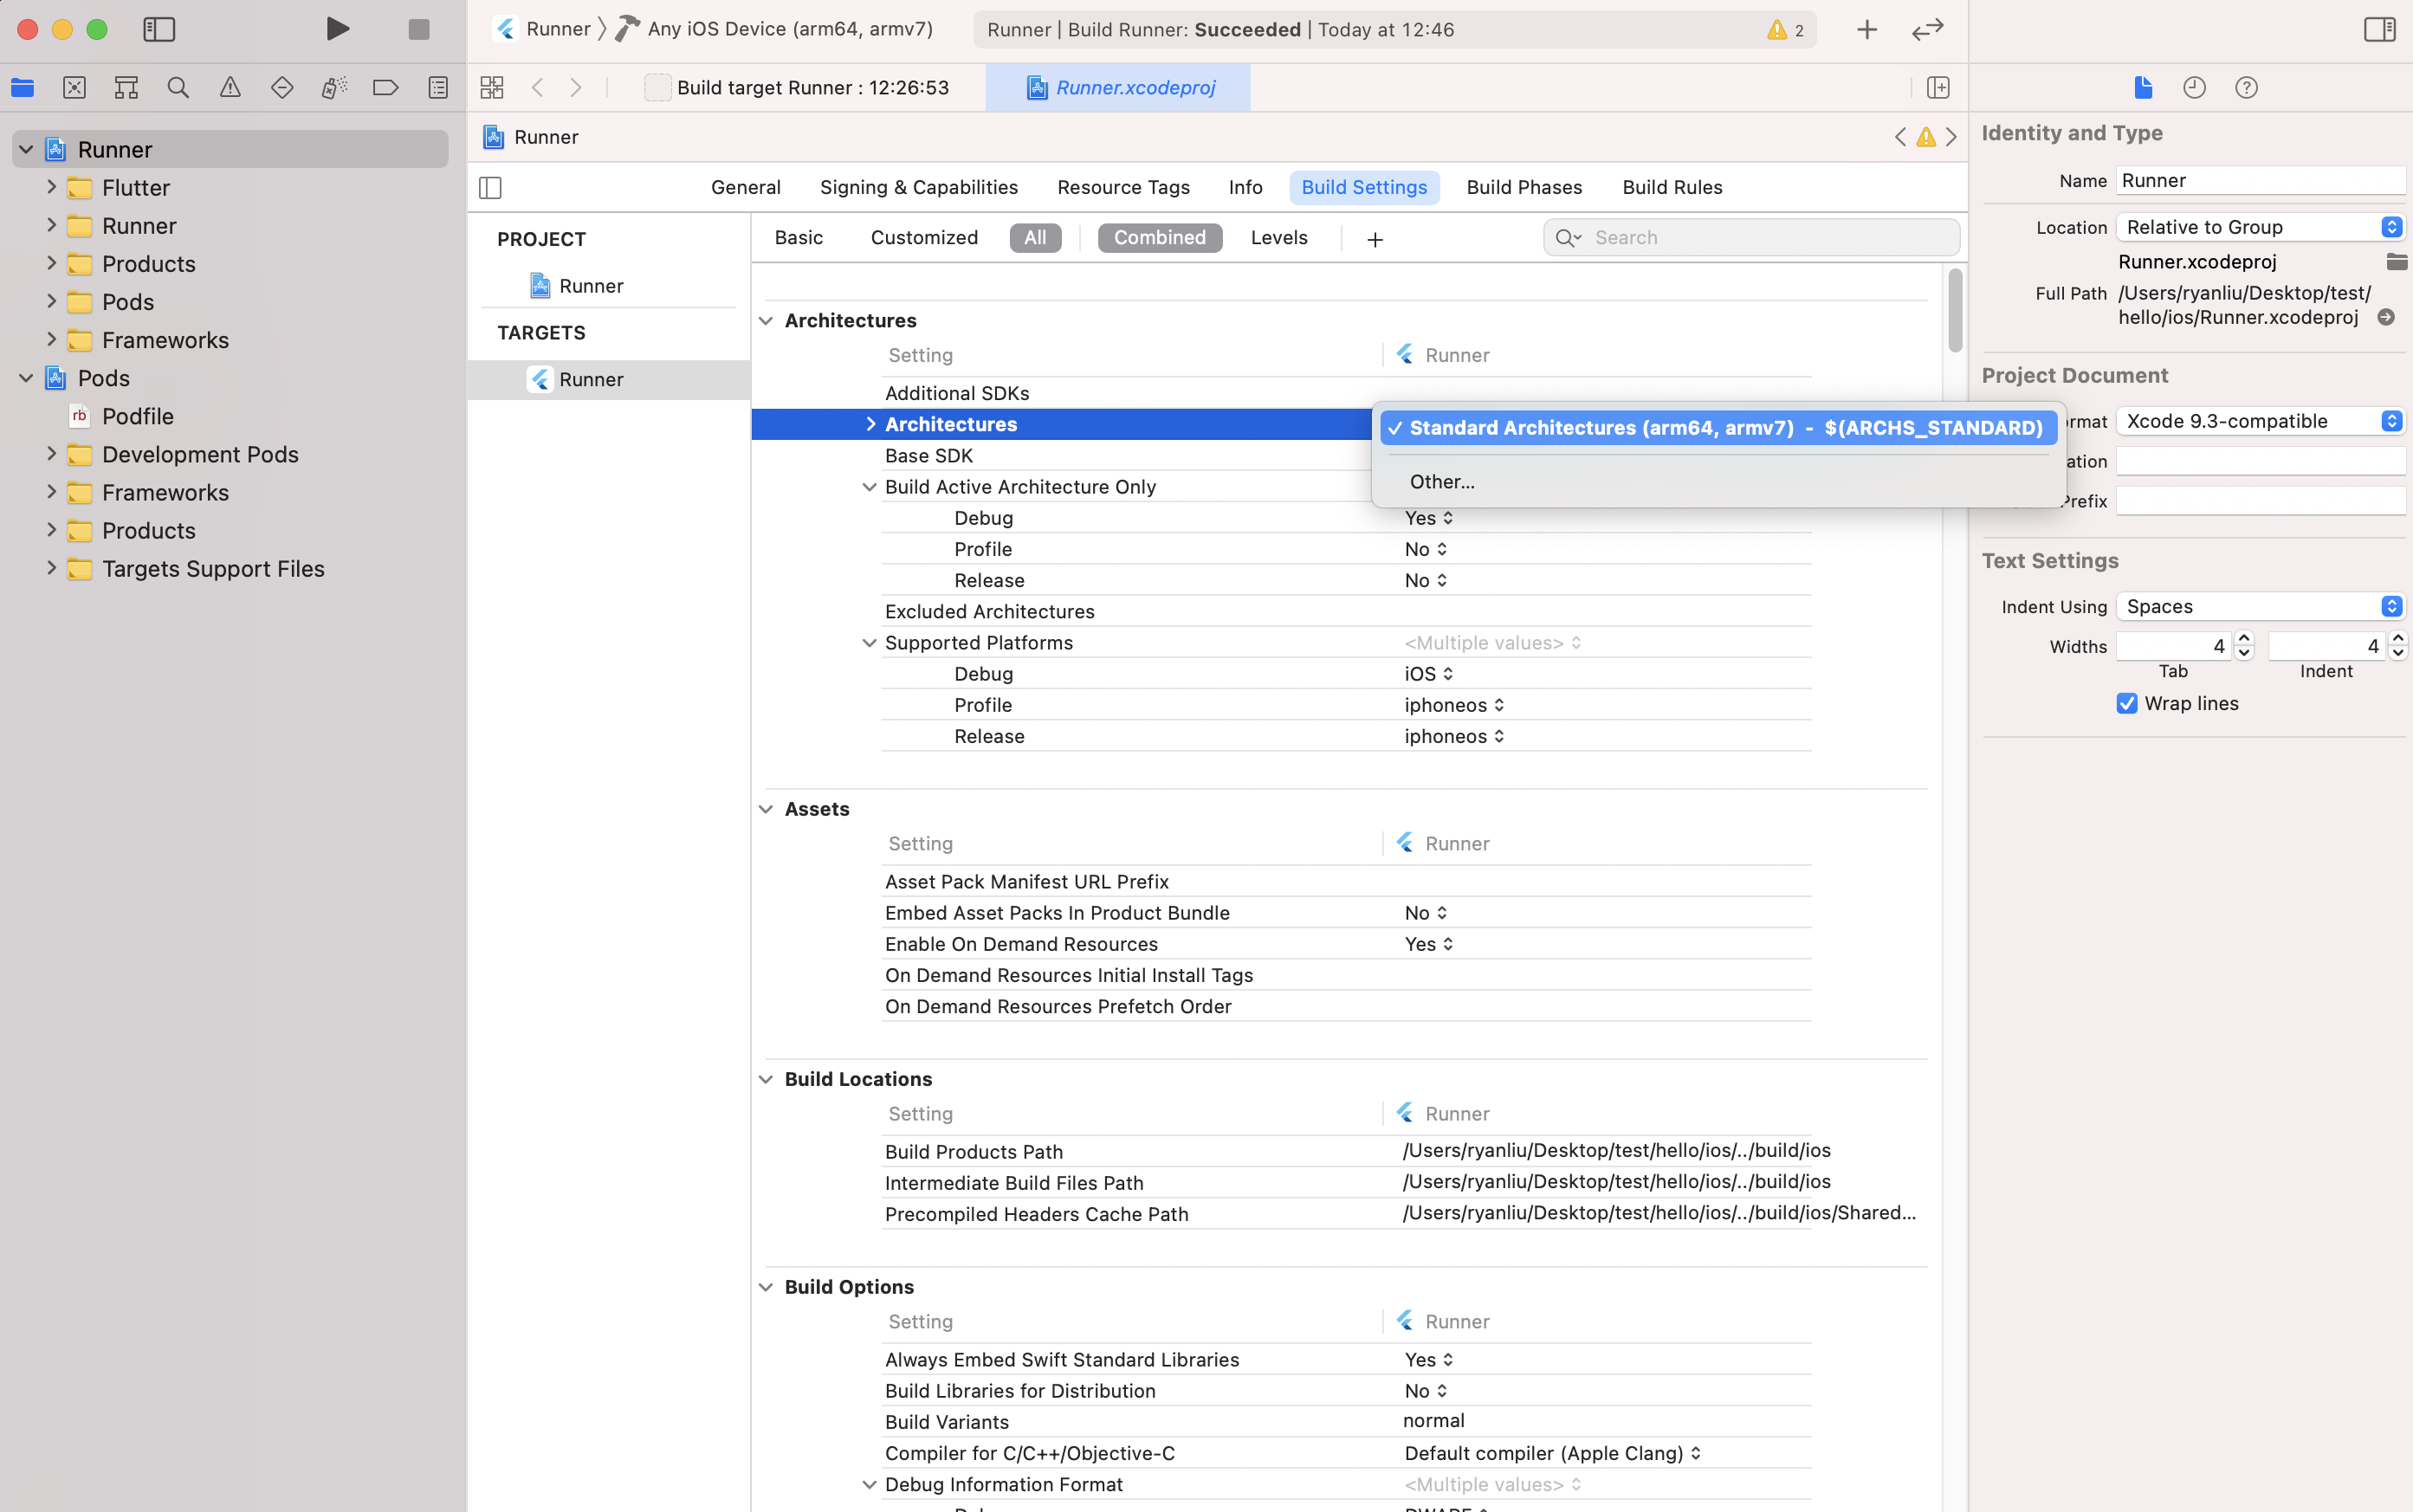 Runner
Any iOS Device (arm64, armv7)
Runner | Build Runner: Succeeded | Today at 12:46
2
Build target Runner : 12:26:53
Runner.xcodeproj
Runner
Runner
Flutter
Runner
Products
Pods
Frameworks
Pods
rb Podfile
Development Pods
Frameworks
Products
Targets Support Files
General
Signing & Capabilities
Resource Tags
Info
Build Settings
Build Phases
Build Rules
PROJECT
Runner
TARGETS
Runner
Basic
Customized
All
Combined
Levels
Search
Architectures
Setting Runner
Additional SDKs
Architectures
Standard Architectures (arm64, armv7) - $(ARCHS_STANDARD)
Other...
Base SDK
Build Active Architecture Only
Debug Yes
Profile No
Release No
Excluded Architectures
Supported Platforms <Multiple values>
Debug iOS
Profile iphoneos
Release iphoneos
Assets
Setting Runner
Asset Pack Manifest URL Prefix
Embed Asset Packs In Product Bundle No
Enable On Demand Resources Yes
On Demand Resources Initial Install Tags
On Demand Resources Prefetch Order
Build Locations
Setting Runner
Build Products Path /Users/ryanliu/Desktop/test/hello/ios/../build/ios
Intermediate Build Files Path /Users/ryanliu/Desktop/test/hello/ios/../build/ios
Precompiled Headers Cache Path /Users/ryanliu/Desktop/test/hello/ios/../build/ios/Shared...
Build Options
Setting Runner
Always Embed Swift Standard Libraries Yes
Build Libraries for Distribution No
Build Variants normal
Compiler for C/C++/Objective-C Default compiler (Apple Clang)
Debug Information Format <Multiple values>
Identity and Type
Name Runner
Location Relative to Group
Runner.xcodeproj
Full Path /Users/ryanliu/Desktop/test/
hello/ios/Runner.xcodeproj
Project Document
rmat Xcode 9.3-compatible
ation
Prefix
Text Settings
Indent Using Spaces
Widths 4 4
Tab Indent
Wrap lines